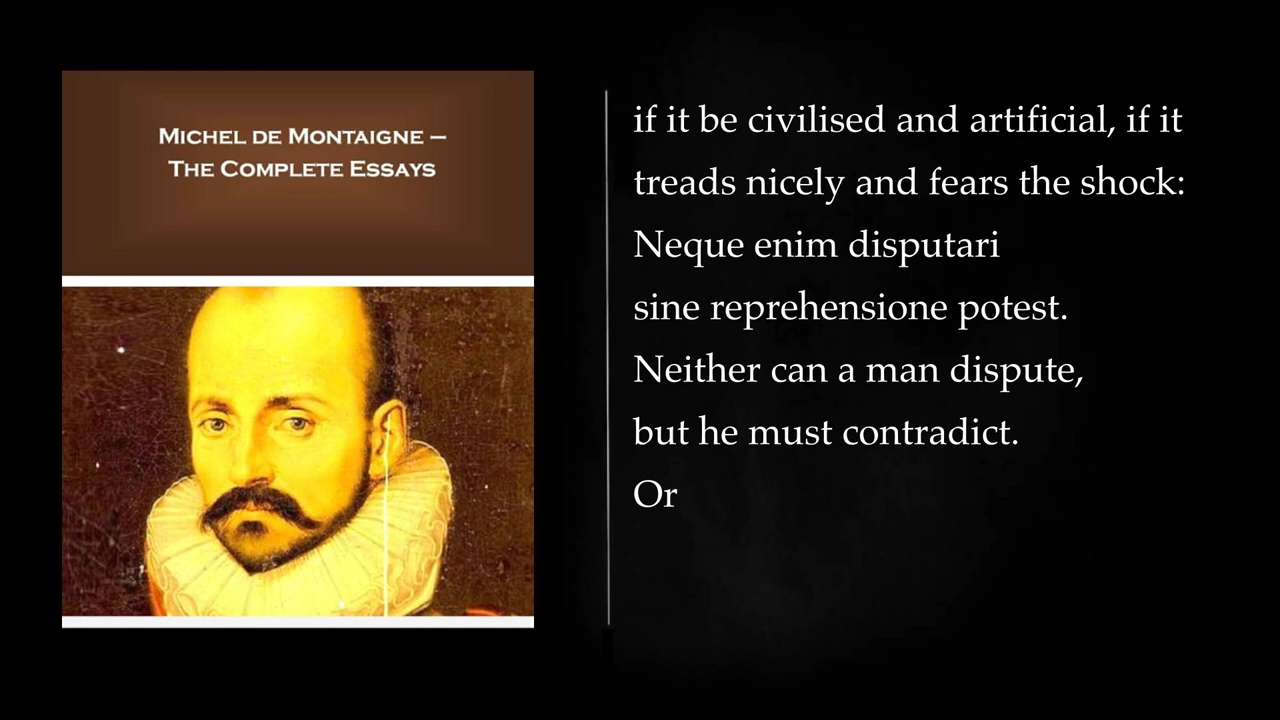 MICHEL DE MONTAIGNE –
THE COMPLETE ESSAYS
if it be civilised and artificial, if it
treads nicely and fears the shock:
Neque enim disputari
sine reprehensione potest.
Neither can a man dispute,
but he must contradict.
Or